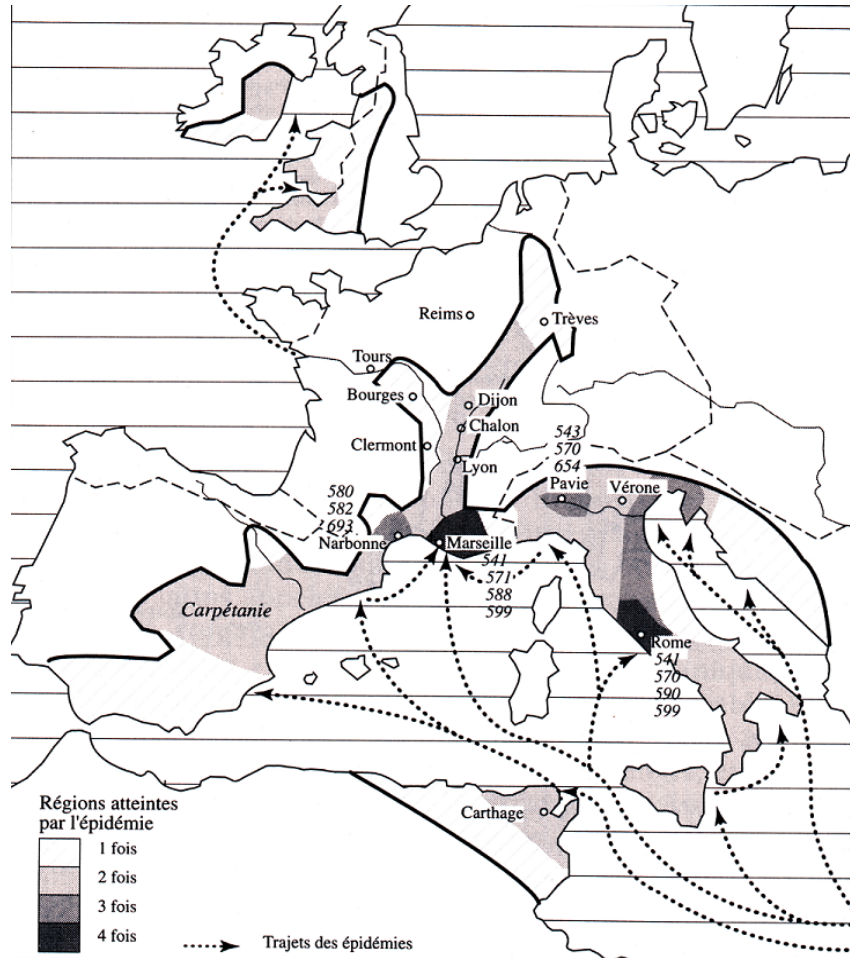 Reims
Trèves
Tours
Bourges
Dijon
Chalon
Clermont
Lyon
543
570
654
Pavie
Vérone
580
582
693
Narbonne
Marseille
541
571
588
599
Carpétanie
Rome
541
570
590
599
Carthage
Régions atteintes
par l'épidémie
1 fois
2 fois
3 fois
4 fois
Trajets des épidémies